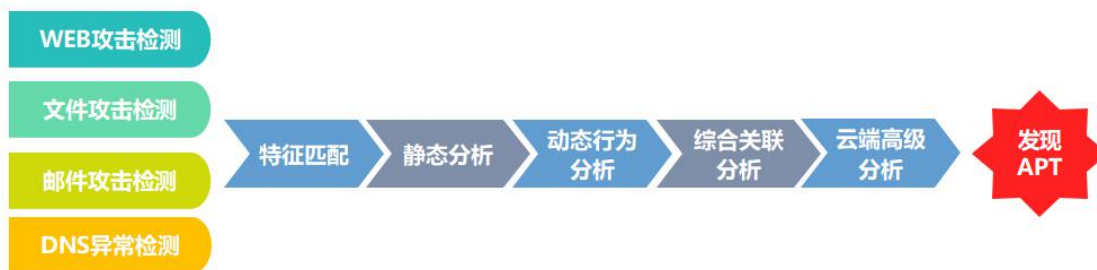 WEB攻击检测
文件攻击检测
邮件攻击检测
DNS异常检测
特征匹配
静态分析
动态行为
分析
综合关联
分析
云端高级
分析
发现
APT